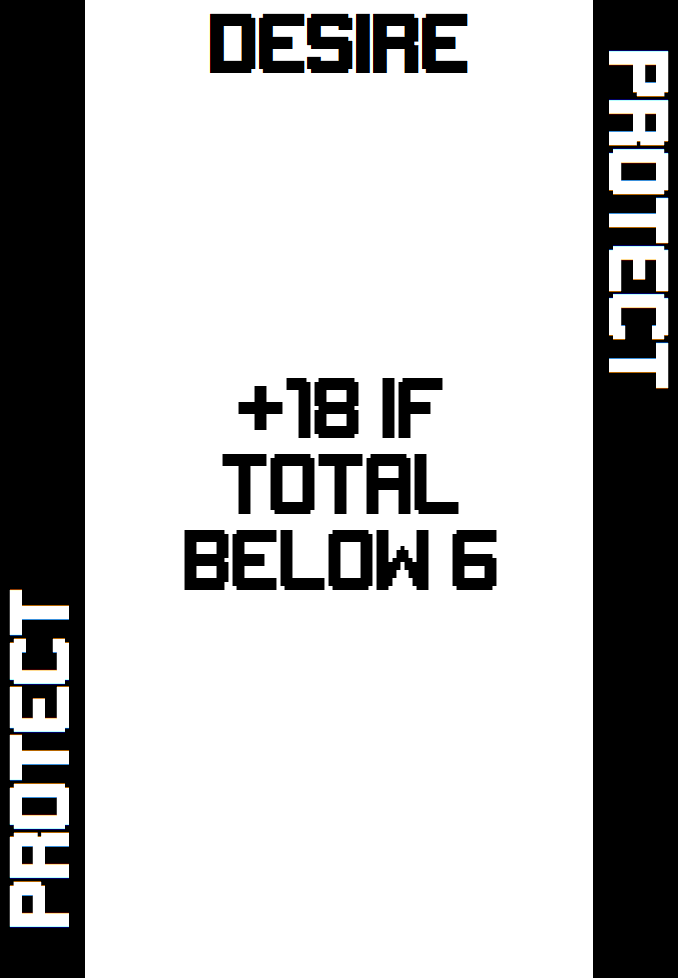 DESIRE
PROTECT
+18 IF
TOTAL
BELOW 6
PROTECT